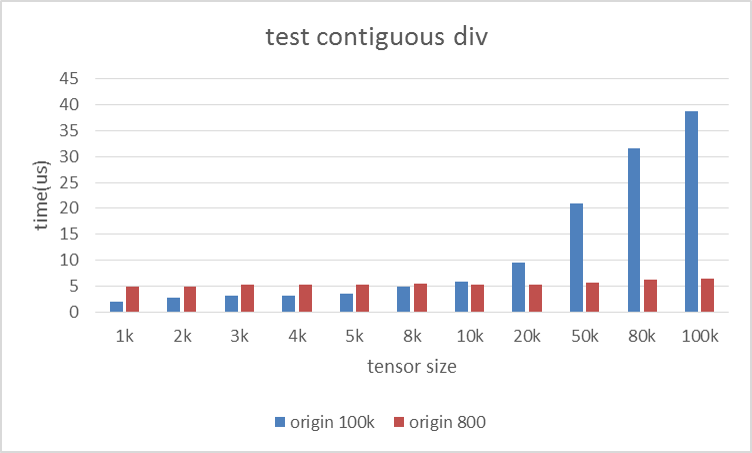 test contiguous div
time(us)
45
40
35
30
25
20
15
10
5
0
1k 2k 3k 4k 5k 8k 10k 20k 50k 80k 100k
tensor size
origin 100k origin 800